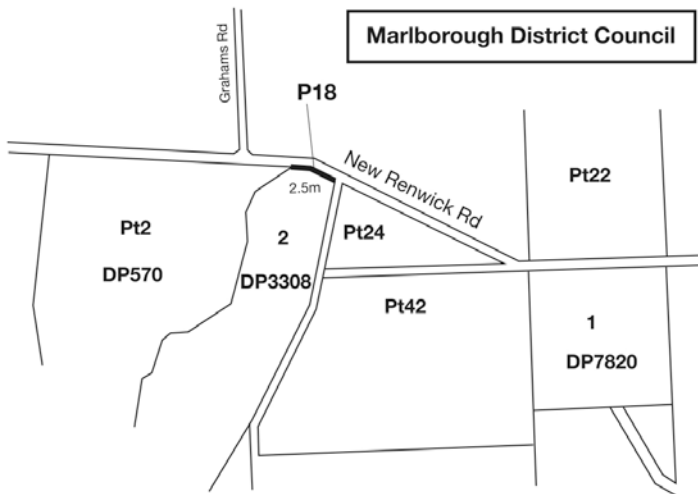 Marlborough District Council
Grahams Rd
P18
New Renwick Rd
2.5m
Pt22
Pt2
2
Pt24
DP570
DP3308
Pt42
1
DP7820